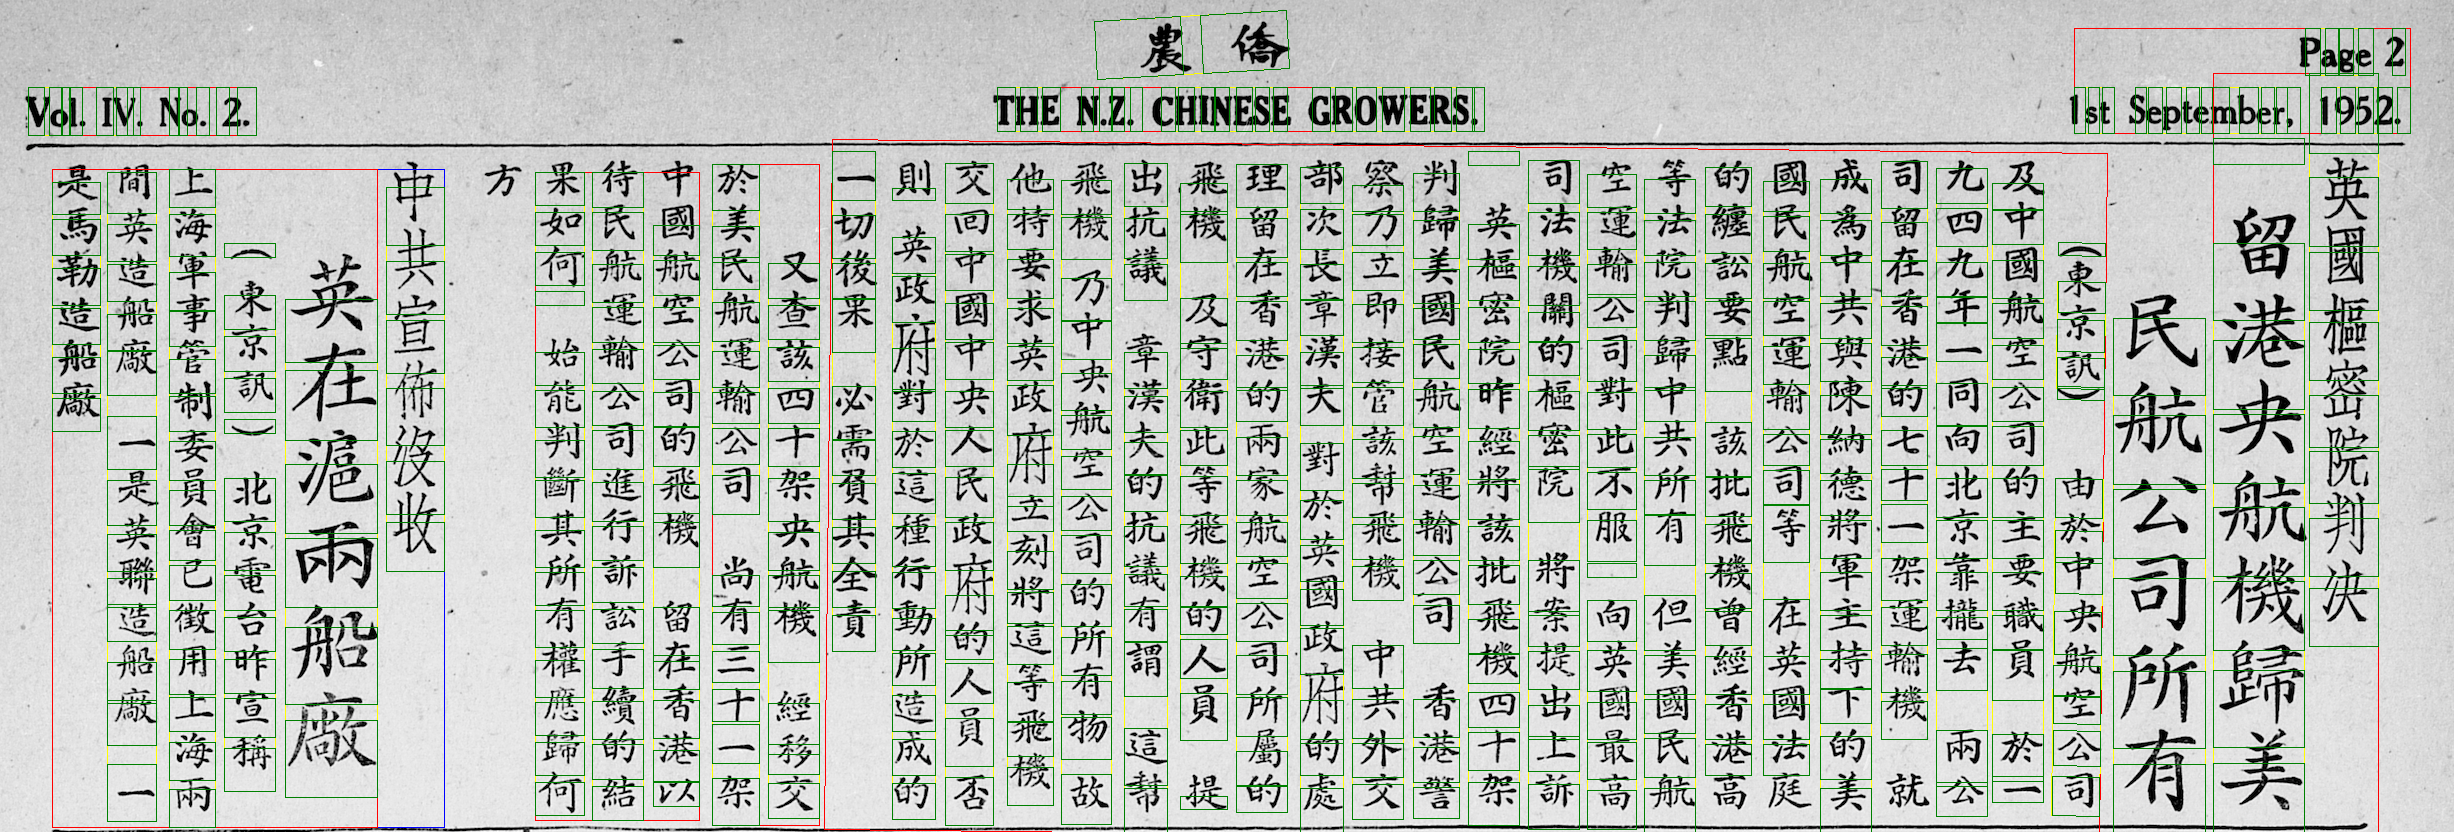 僑農
Page 2
Vol. IV. No. 2.
THE N.Z. CHINESE GROWERS.
1st September, 1952.
英國樞密院判決
留港央航機歸美
民航公司所有
（東京訊） 由於中央航空公司
及中國航空公司的主要職員 於一
九四九年一同向北京靠攏去 兩公
司留在香港的七十一架運輸機 就
成為中共與陳納德將軍主持下的美
國民航空運輸公司等 在英國法庭
的纏訟要點 該批飛機曾經香港高
等法院判歸中共所有 但美國民航
空運輸公司對此不服 向英國最高
司法機關的樞密院 將案提出上訴
英樞密院昨經將該批飛機四十架
判歸美國民航空運輸公司 香港警
察乃立即接管該幫飛機 中共外交
部次長章漢夫 對於英國政府的處
理留在香港的兩家航空公司所屬的
飛機 及守衛此等飛機的人員 提
出抗議 章漢夫的抗議有謂 這幫
飛機 乃中央航空公司的所有物 故
他特要求英政府立刻將這等飛機
交回中國中央人民政府的人員 否
則 英政府對於這種行動所造成的
一切後果 必需負其全責
又查該四十架央航機 經移交
於美民航運輸公司 尚有三十一架
中國航空公司的飛機 留在香港以
待民航運輸公司進行訴訟手續的結
果如何 始能判斷其所有權應歸何
方
中共宣佈沒收
英在滬兩船廠
（東京訊） 北京電台昨宣稱
上海軍事管制委員會已徵用上海兩
間英造船廠 一是英聯造船廠 一
是馬勒造船廠